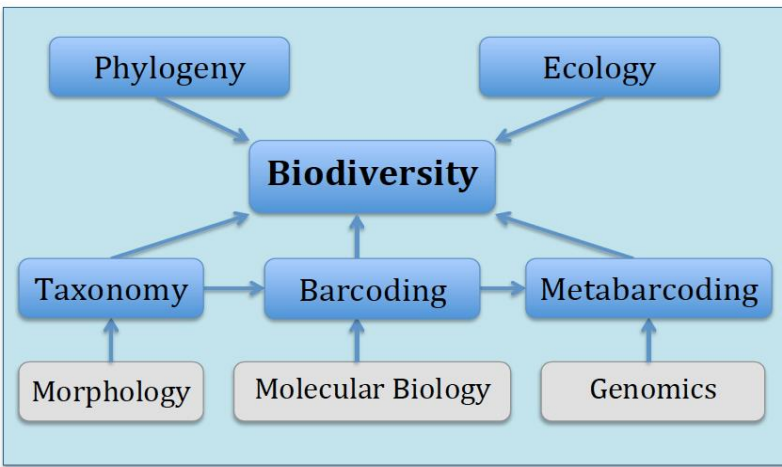 Phylogeny
Ecology
Biodiversity
Taxonomy
Barcoding
Metabarcoding
Morphology
Molecular Biology
Genomics